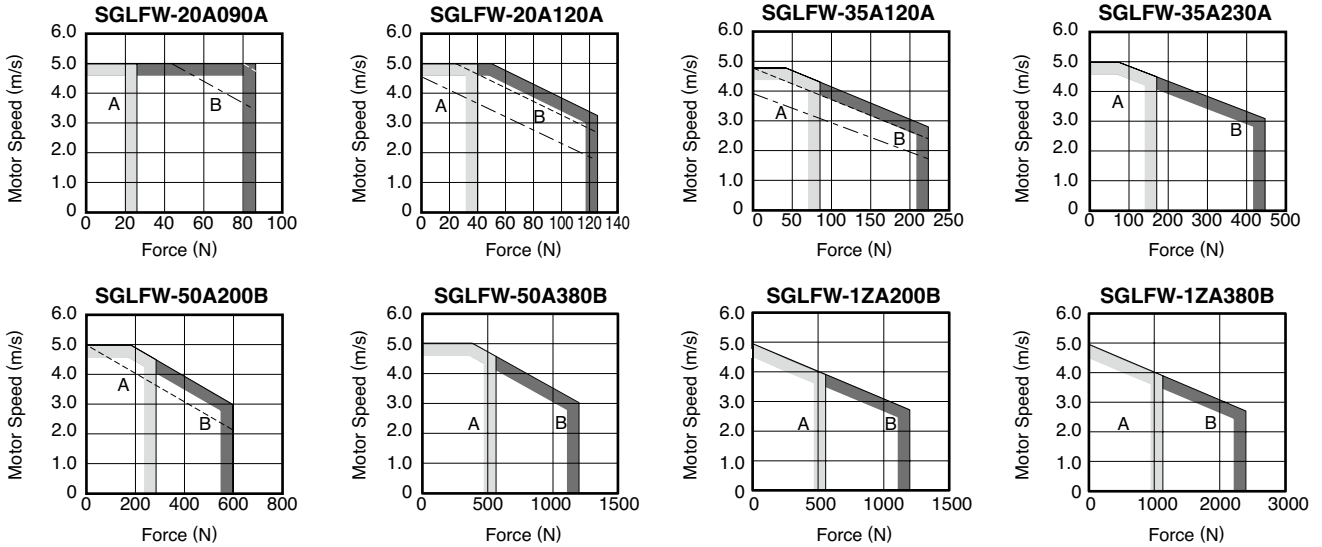 SGLFW-20A090A
Motor Speed (m/s)
6.0
5.0
4.0
3.0
2.0
1.0
0
A
B
0 20 40 60 80 100
Force (N)
SGLFW-20A120A
Motor Speed (m/s)
6.0
5.0
4.0
3.0
2.0
1.0
0
A
B
0 20 40 60 80 100 120 140
Force (N)
SGLFW-35A120A
Motor Speed (m/s)
6.0
5.0
4.0
3.0
2.0
1.0
0
A
B
0 50 100 150 200 250
Force (N)
SGLFW-35A230A
Motor Speed (m/s)
6.0
5.0
4.0
3.0
2.0
1.0
0
A
B
0 100 200 300 400 500
Force (N)
SGLFW-50A200B
Motor Speed (m/s)
6.0
5.0
4.0
3.0
2.0
1.0
0
A
B
0 200 400 600 800
Force (N)
SGLFW-50A380B
Motor Speed (m/s)
6.0
5.0
4.0
3.0
2.0
1.0
0
A
B
0 500 1000 1500
Force (N)
SGLFW-1ZA200B
Motor Speed (m/s)
6.0
5.0
4.0
3.0
2.0
1.0
0
A
B
0 500 1000 1500
Force (N)
SGLFW-1ZA380B
Motor Speed (m/s)
6.0
5.0
4.0
3.0
2.0
1.0
0
A
B
0 1000 2000 3000
Force (N)